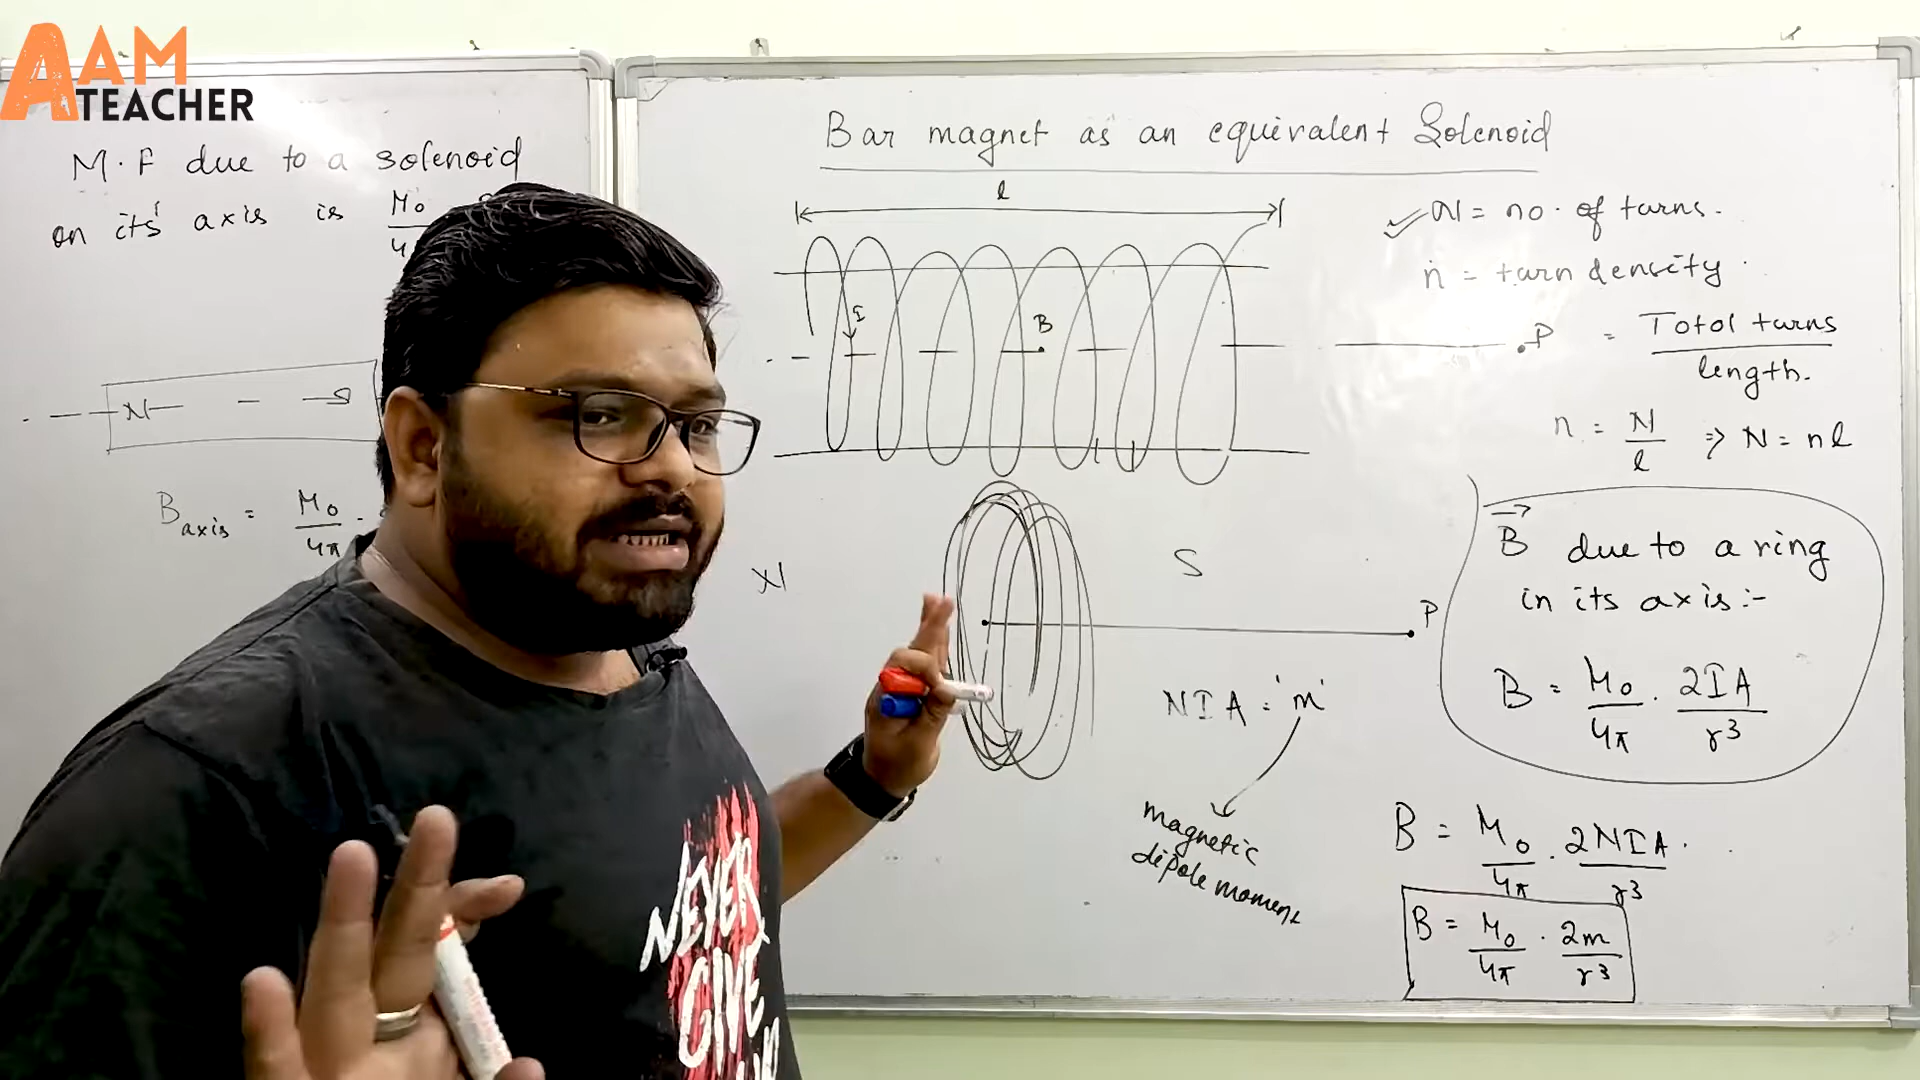 AAM
TEACHER
M.F due to a solenoid
on its axis is μ₀
N S
B axis = μ₀/4π .
Bar magnet as an equivalent Solenoid
l
I
B
P
N = no. of turns.
n = turn density
= Total turns / length.
n = N/l ⇒ N = nl
N
S
P
NIA = 'm'
magnetic
dipole moment
B⃗ due to a ring
in its axis :-
B = μ₀/4π . 2IA/r³
B = μ₀/4π . 2NIA/r³
B = μ₀/4π . 2m/r³
NEVER
GIVE